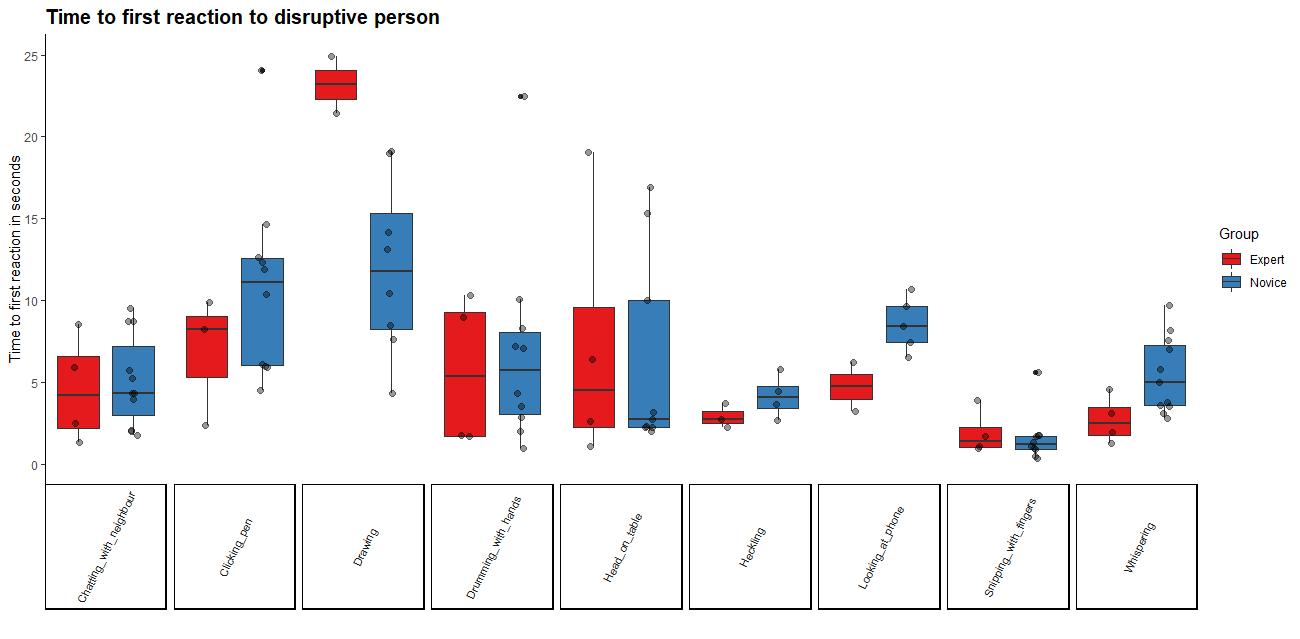 Time to first reaction to disruptive person
Time to first reaction in seconds
25
20
15
10
5
0
Chatting_with_neighbour
Clicking_pen
Drawing
Drumming_with_hands
Head_on_table
Heckling
Looking_at_phone
Snipping_with_fingers
Whispering
Group
Expert
Novice